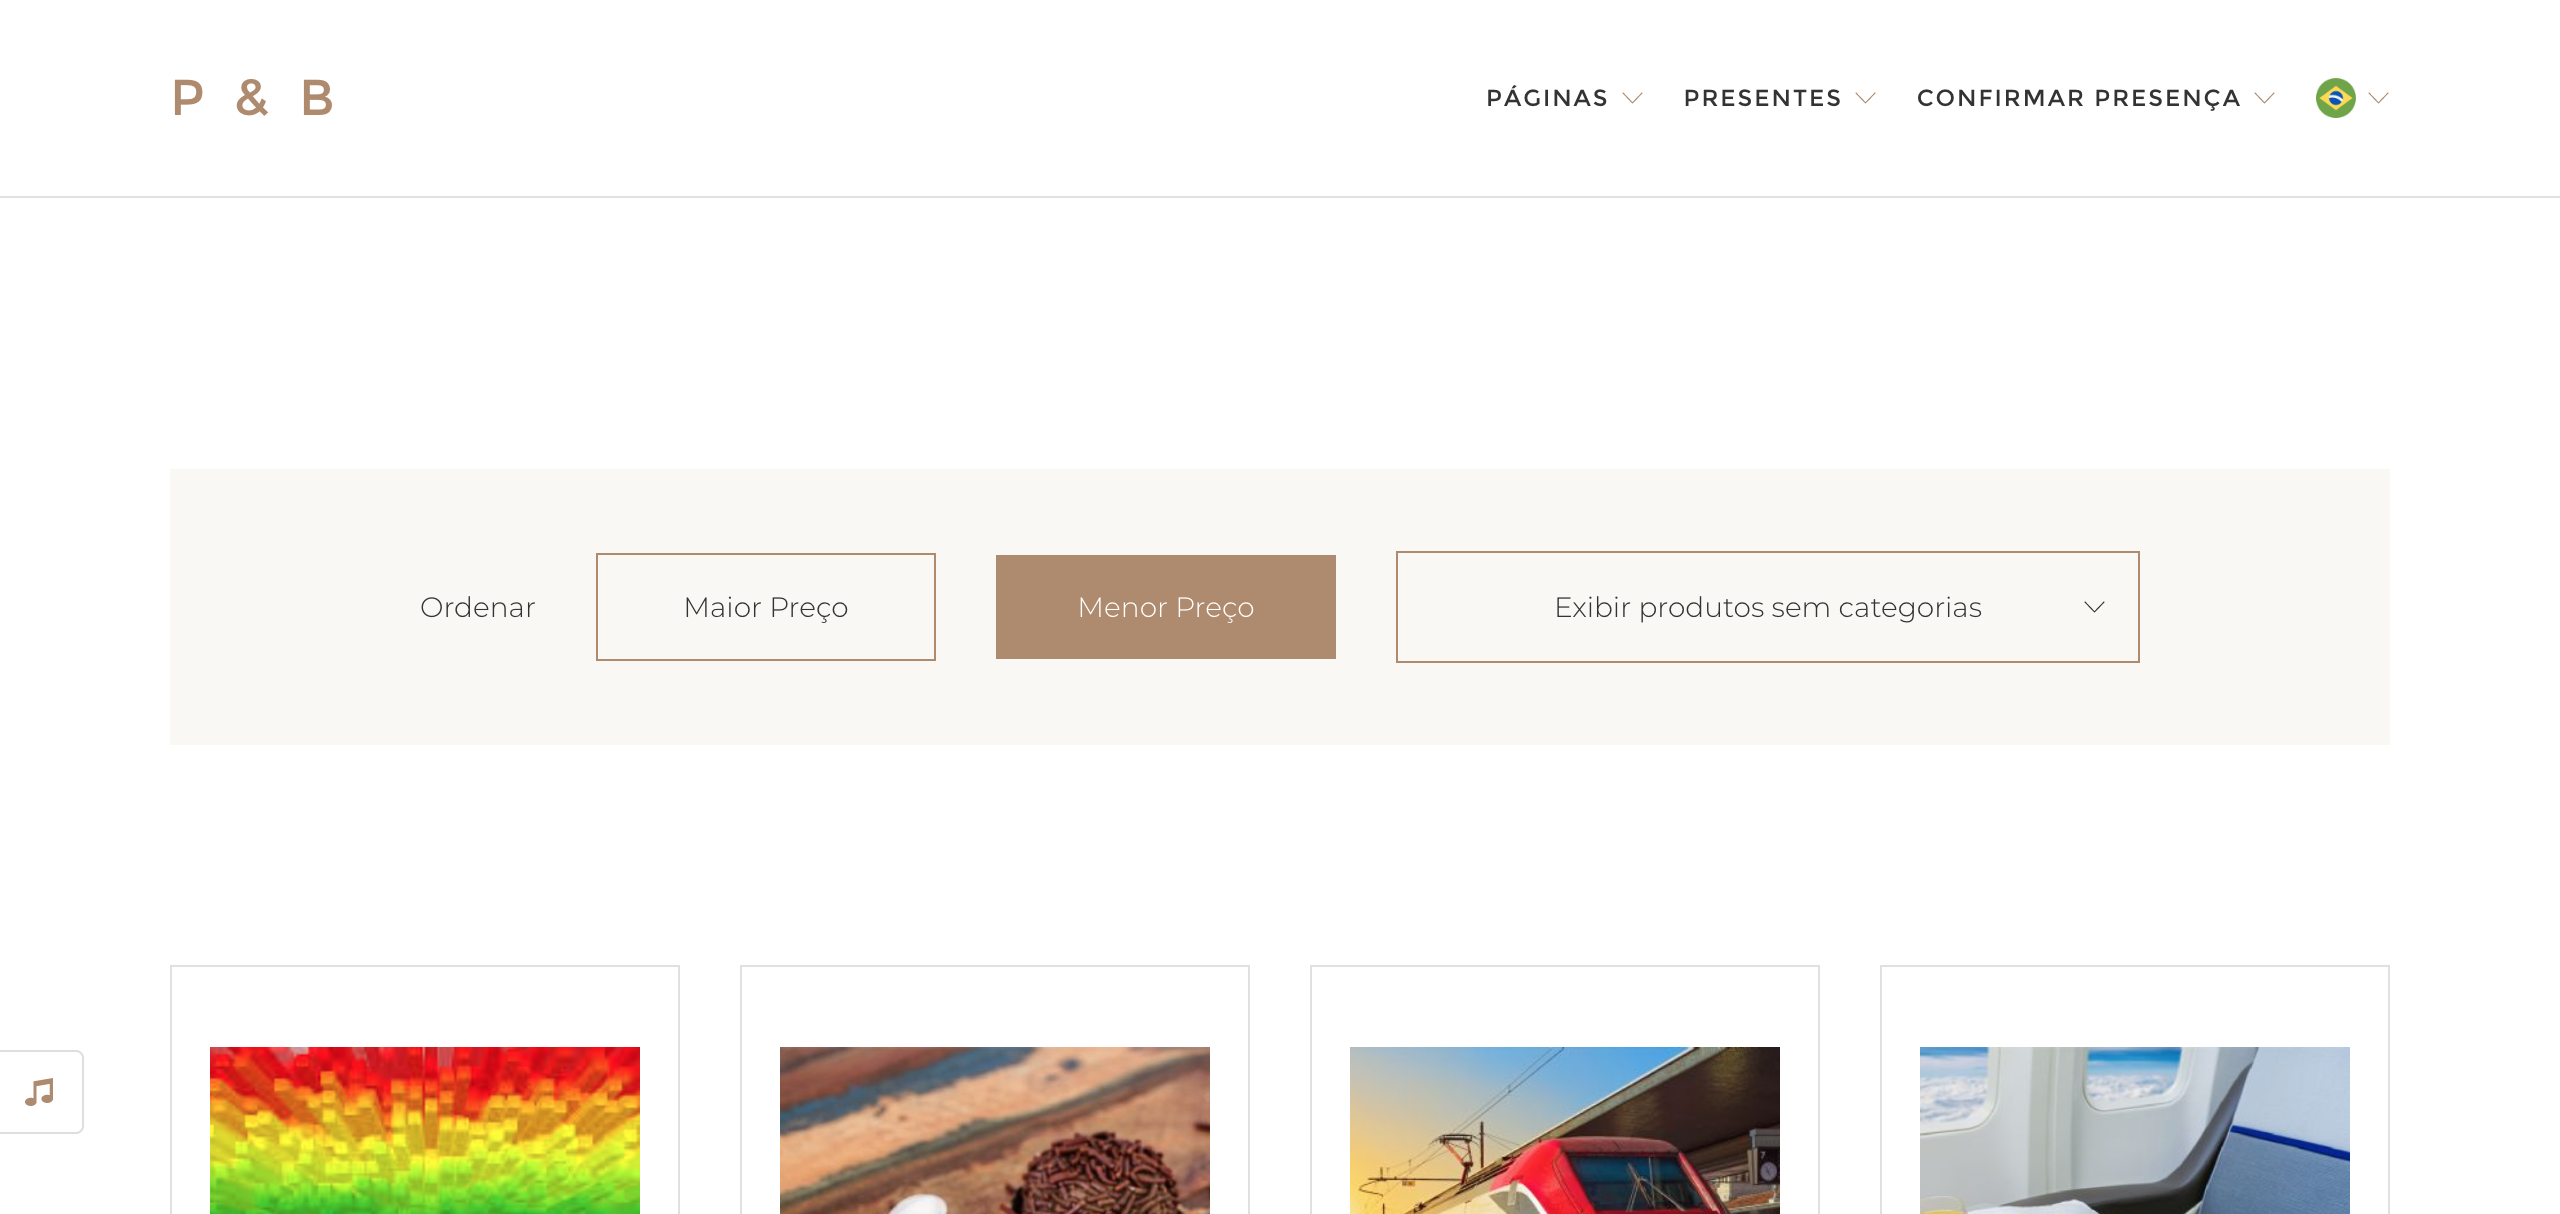 P & B
PÁGINAS
PRESENTES
CONFIRMAR PRESENÇA
Ordenar
Maior Preço
Menor Preço
Exibir produtos sem categorias